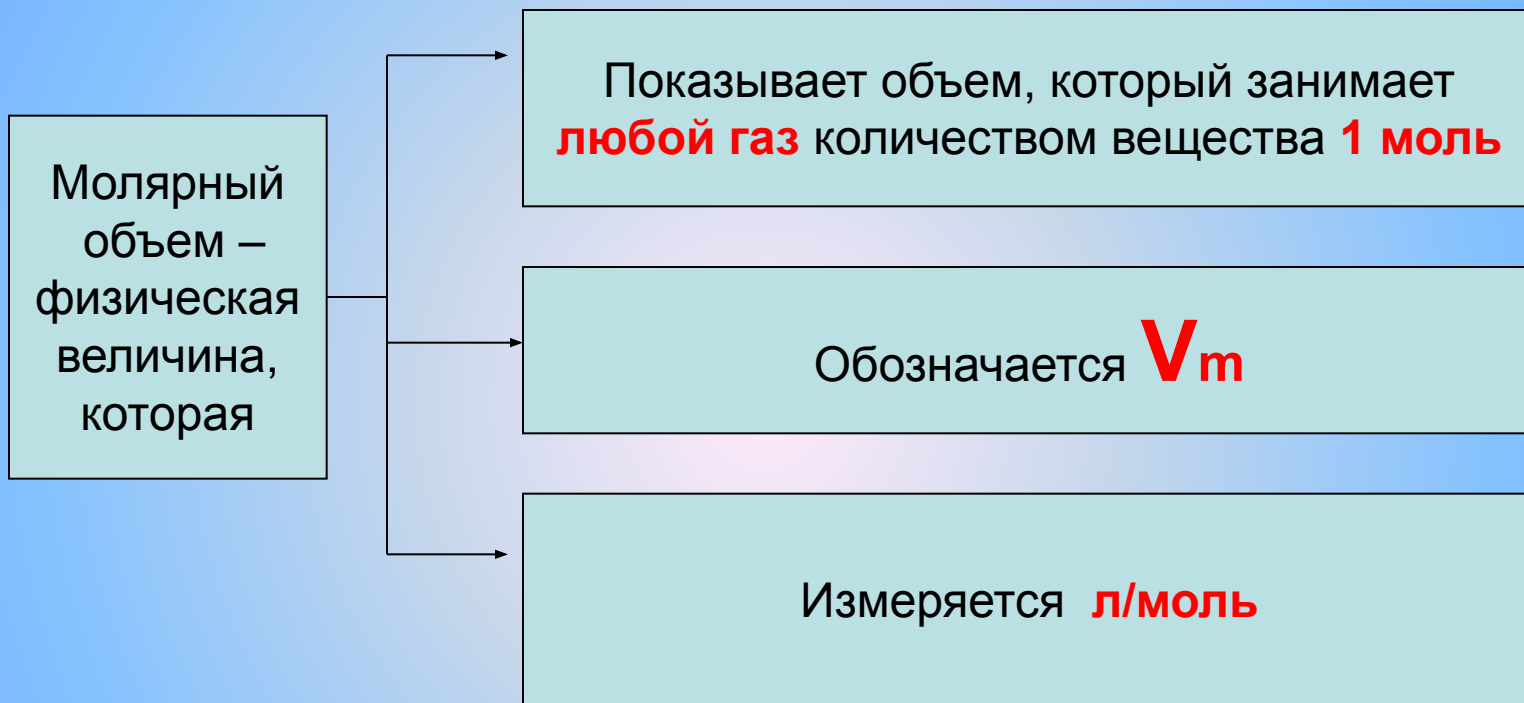 Молярный
объем –
физическая
величина,
которая
Показывает объем, который занимает
любой газ количеством вещества 1 моль
Обозначается Vm
Измеряется л/моль